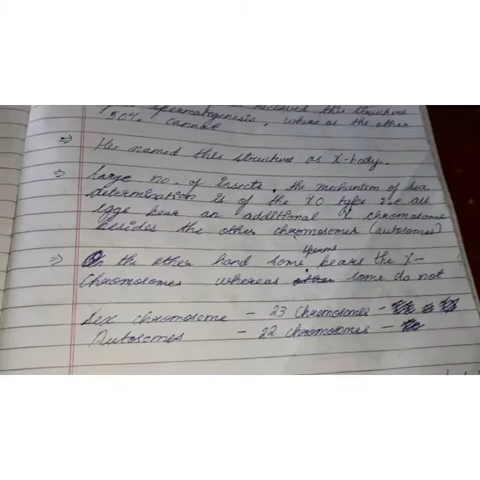 spermatogenesis, where as the other
50% cannot
⇒ He named this structure as X-body.
⇒ Large no - of Insects, the mechanism of sex
determination is of the XO type i.e all
eggs bear an additional X chromosome
besides the other chromosomes (autosomes)
⇒ On the other hand some sperms bears the X-
Chromosomes whereas some do not
Sex chromosome - 23 Chromosomes -
Autosomes - 22 Chromosomes -